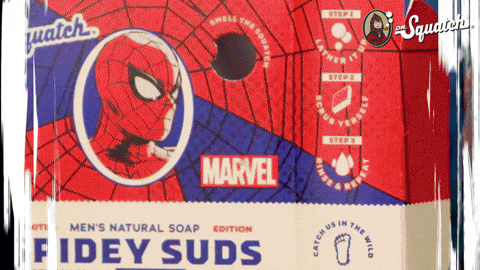 Squatch.
SMELL THE SQUATCH
STEP 1
LATHER IT UP
STEP 2
SCRUB YERSELF
STEP 3
RINSE & REPEAT
DR. Squatch
MARVEL
MEN'S NATURAL SOAP
EDITION
PIDEY SUDS
CATCH US IN THE WILD